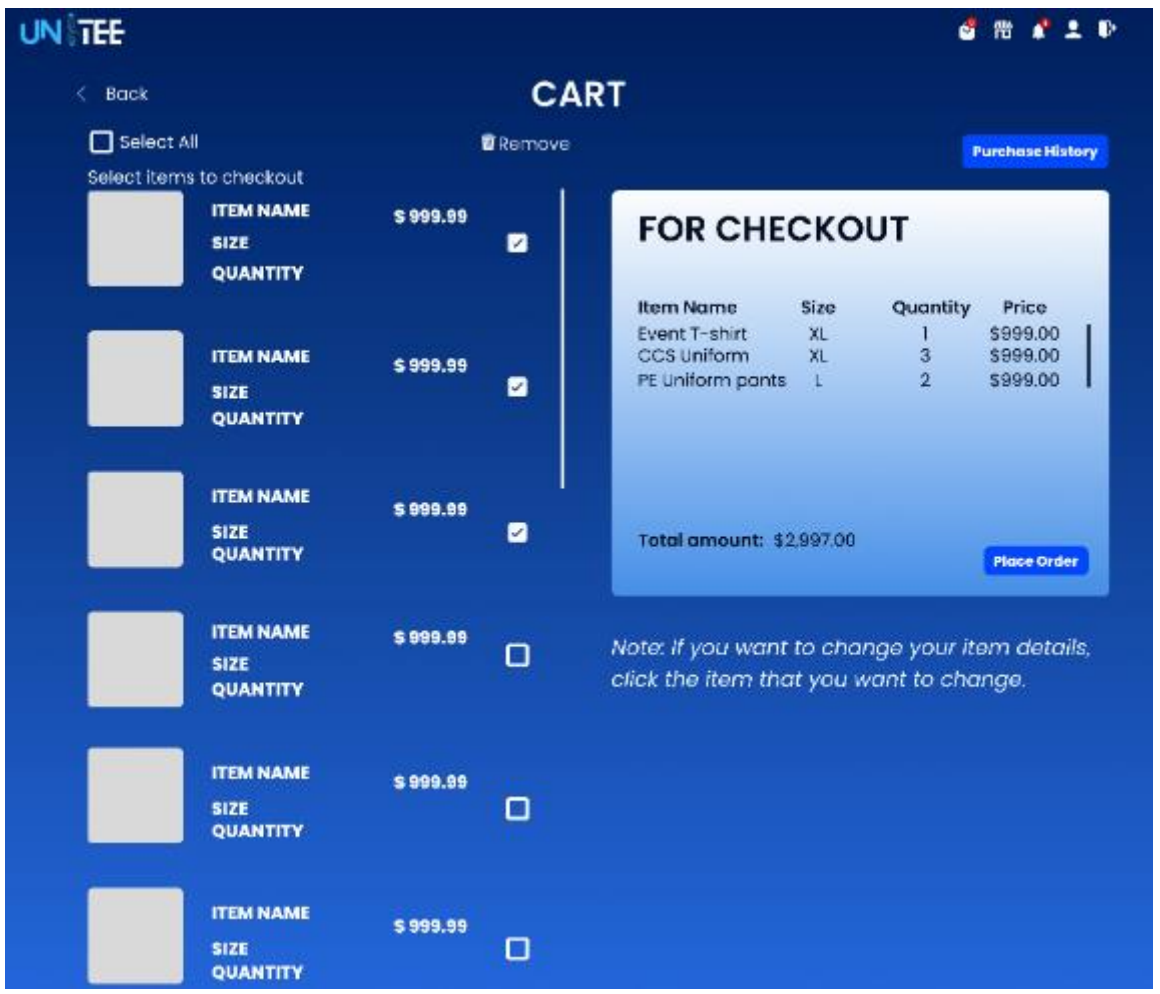 UNITEE
Back
CART
Select All
Remove
Purchase History
Select items to checkout
ITEM NAME
$ 999.99
SIZE
QUANTITY
ITEM NAME
$ 999.99
SIZE
QUANTITY
ITEM NAME
$ 999.99
SIZE
QUANTITY
ITEM NAME
$ 999.99
SIZE
QUANTITY
ITEM NAME
$ 999.99
SIZE
QUANTITY
ITEM NAME
$ 999.99
SIZE
QUANTITY
FOR CHECKOUT
Item Name Size Quantity Price
Event T-shirt XL 1 $999.00
CCS Uniform XL 3 $999.00
PE Uniform pants L 2 $999.00
Total amount: $2,997.00
Place Order
Note: If you want to change your item details,
click the item that you want to change.